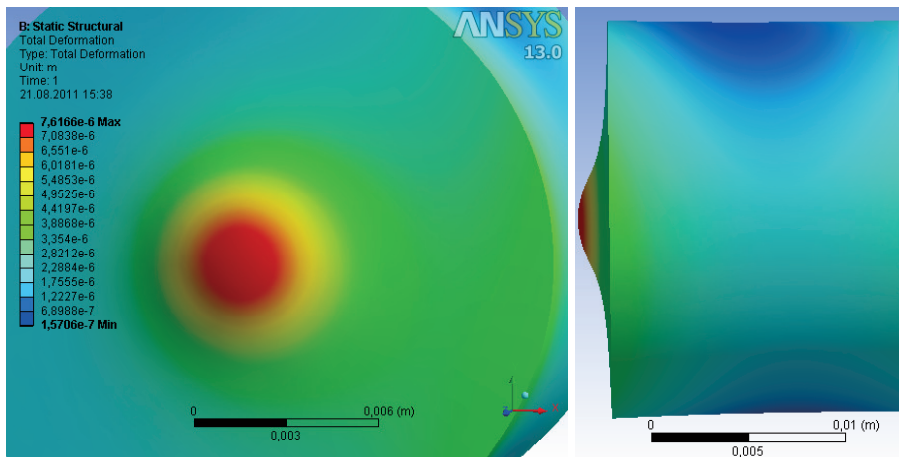 B: Static Structural
Total Deformation
Type: Total Deformation
Unit: m
Time: 1
21.08.2011 15:38
ANSYS
13.0
7,6166e-6 Max
7,0838e-6
6,551e-6
6,0181e-6
5,4853e-6
4,9525e-6
4,4197e-6
3,8868e-6
3,354e-6
2,8212e-6
2,2884e-6
1,7555e-6
1,2227e-6
6,8988e-7
1,5706e-7 Min
0
0,006 (m)
0,003
0
0,01 (m)
0,005